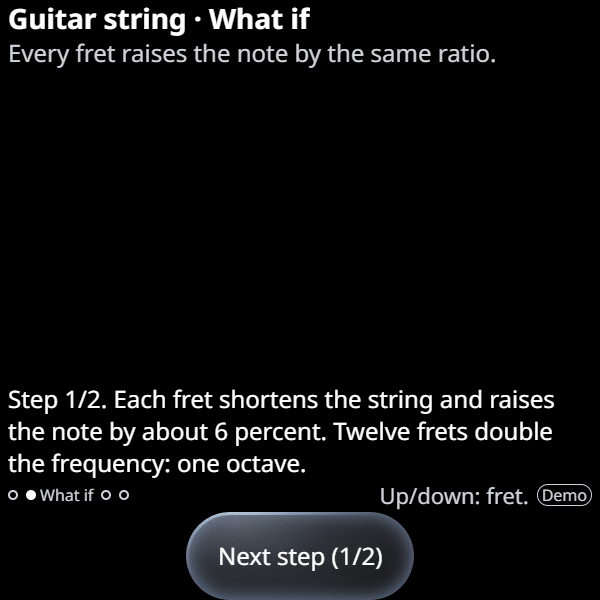 Guitar string · What if
Every fret raises the note by the same ratio.
Step 1/2. Each fret shortens the string and raises
the note by about 6 percent. Twelve frets double
the frequency: one octave.
What if
Up/down: fret. Demo
Next step (1/2)